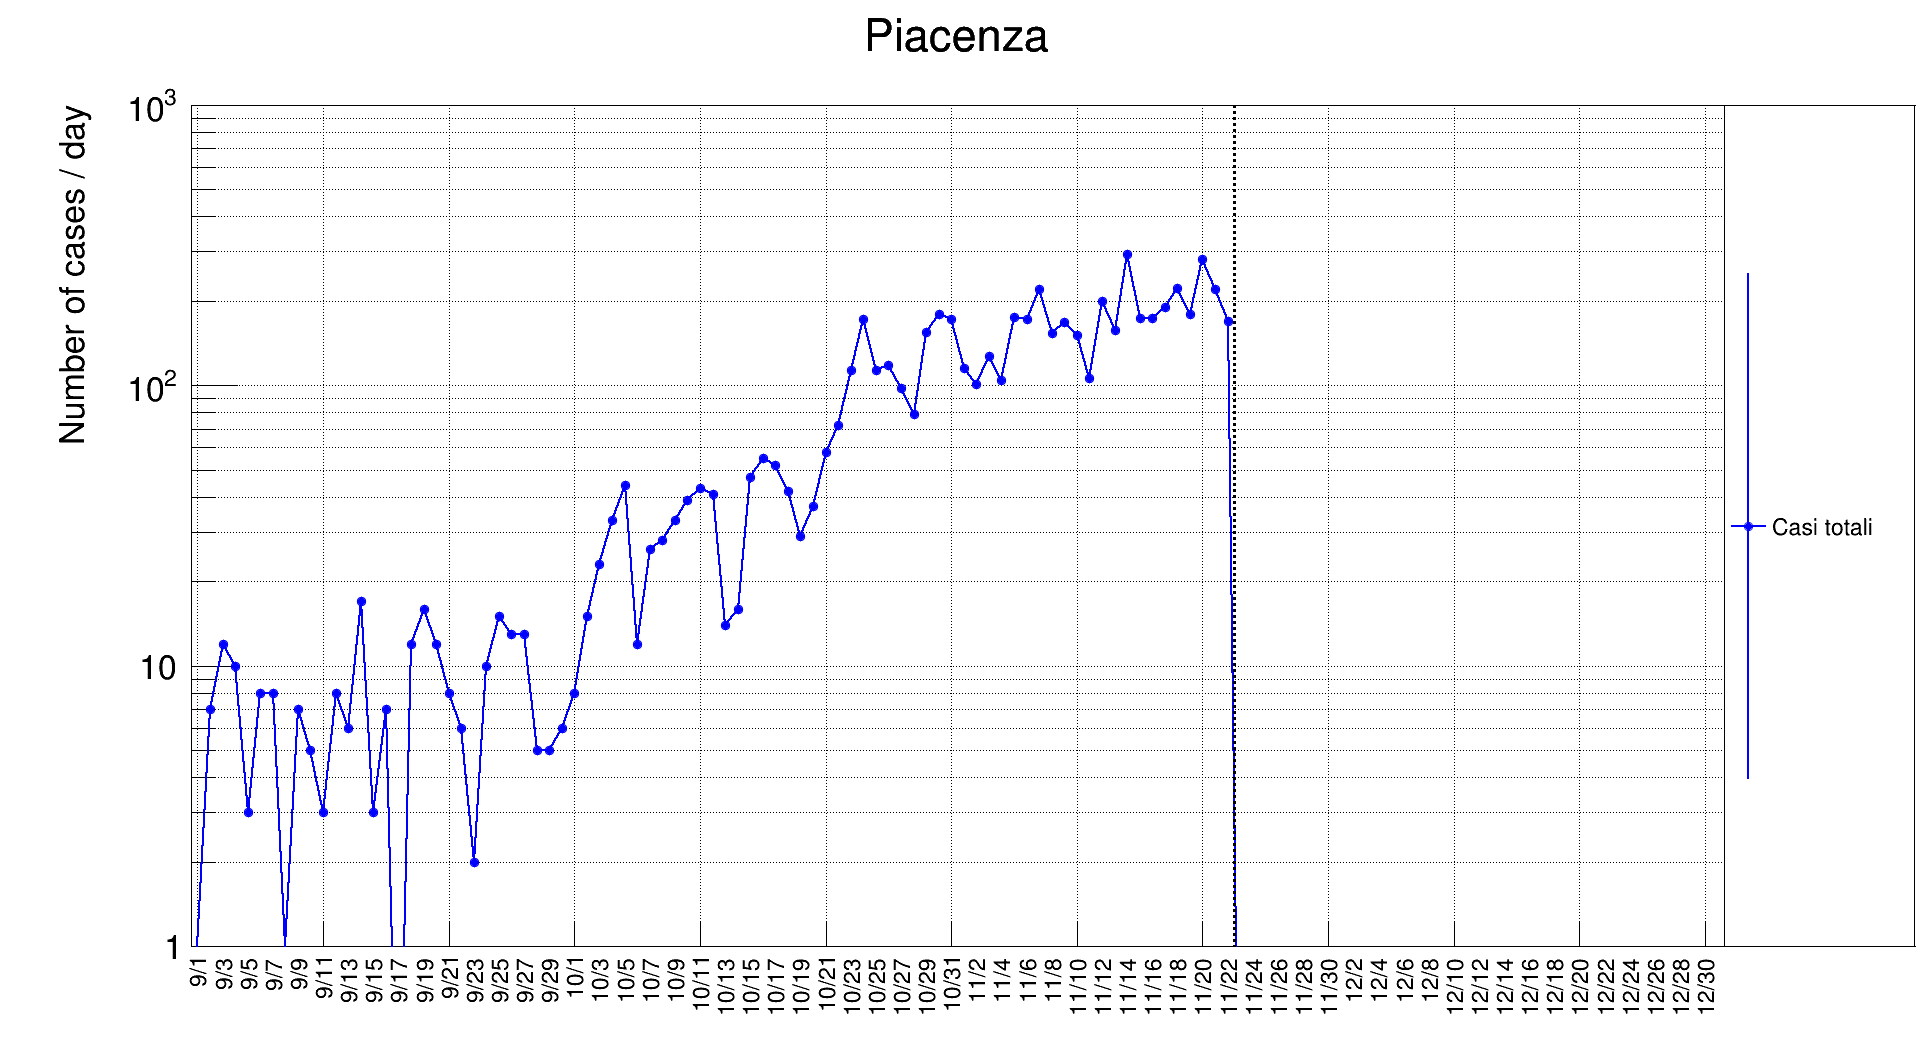 Piacenza
Number of cases / day
10³
10²
10
1
9/1 9/3 9/5 9/7 9/9 9/11 9/13 9/15 9/17 9/19 9/21 9/23 9/25 9/27 9/29 10/1 10/3 10/5 10/7 10/9 10/11 10/13 10/15 10/17 10/19 10/21 10/23 10/25 10/27 10/29 10/31 11/2 11/4 11/6 11/8 11/10 11/12 11/14 11/16 11/18 11/20 11/22 11/24 11/26 11/28 11/30 12/2 12/4 12/6 12/8 12/10 12/12 12/14 12/16 12/18 12/20 12/22 12/24 12/26 12/28 12/30
Casi totali